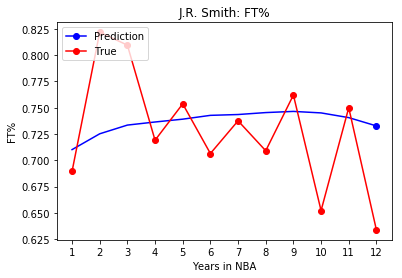 J.R. Smith: FT%
Prediction
True
0.825
0.800
0.775
0.750
0.725
0.700
0.675
0.650
0.625
FT%
1 2 3 4 5 6 7 8 9 10 11 12
Years in NBA